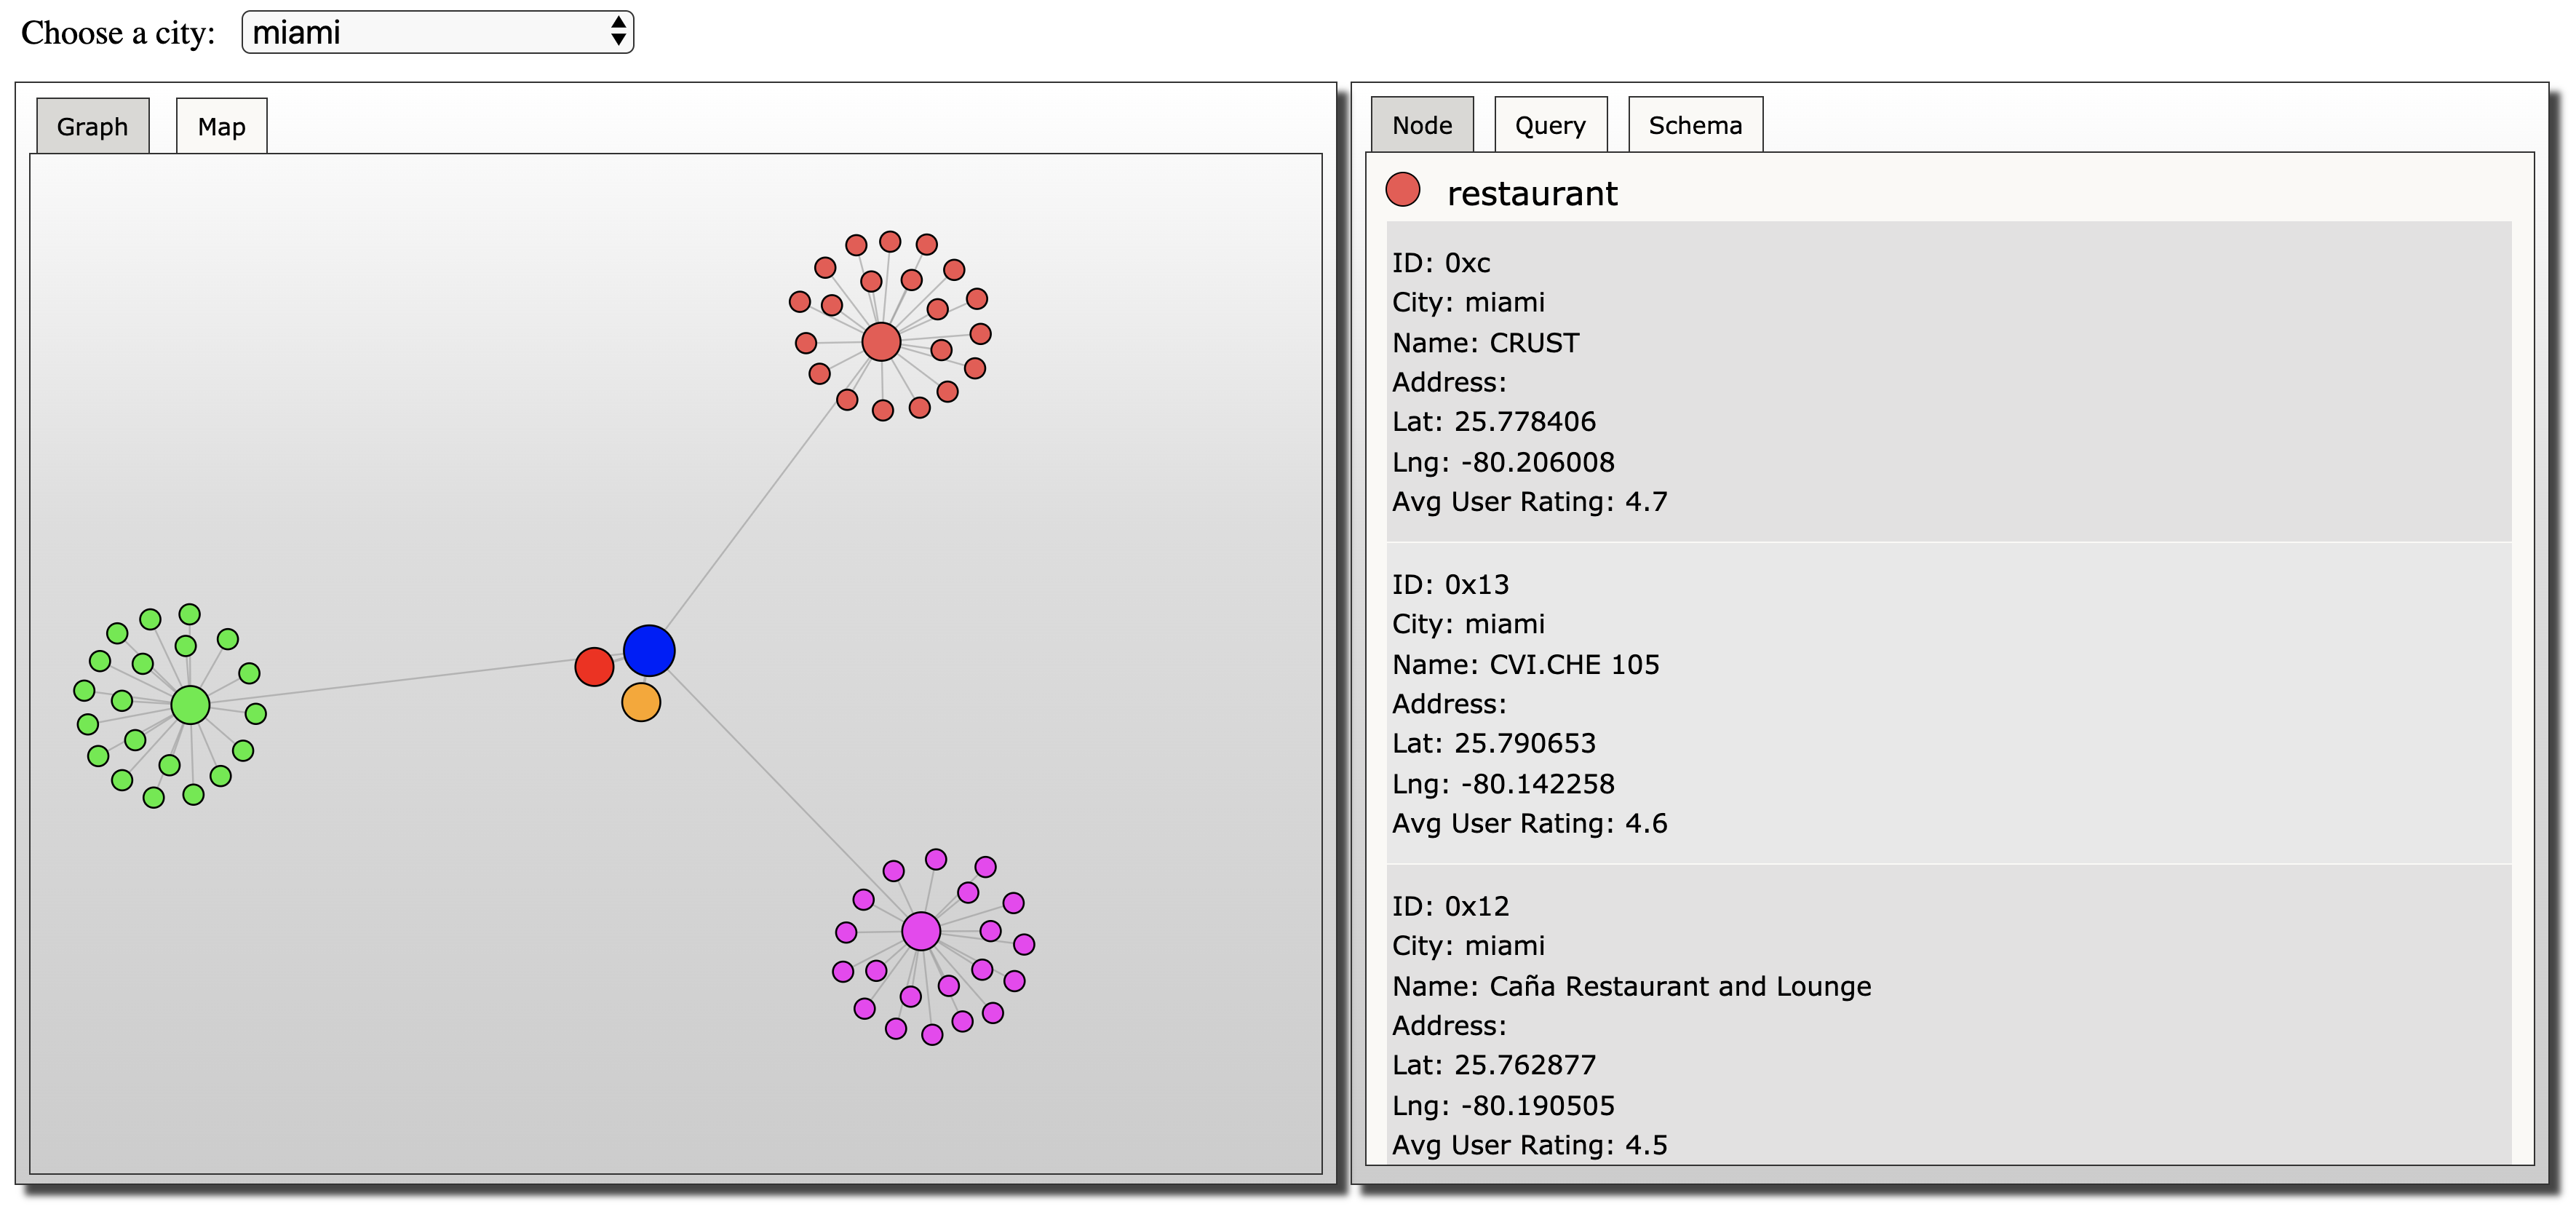 Choose a city: miami
Graph Map
Node Query Schema
restaurant
ID: 0xc
City: miami
Name: CRUST
Address:
Lat: 25.778406
Lng: -80.206008
Avg User Rating: 4.7
ID: 0x13
City: miami
Name: CVI.CHE 105
Address:
Lat: 25.790653
Lng: -80.142258
Avg User Rating: 4.6
ID: 0x12
City: miami
Name: Caña Restaurant and Lounge
Address:
Lat: 25.762877
Lng: -80.190505
Avg User Rating: 4.5